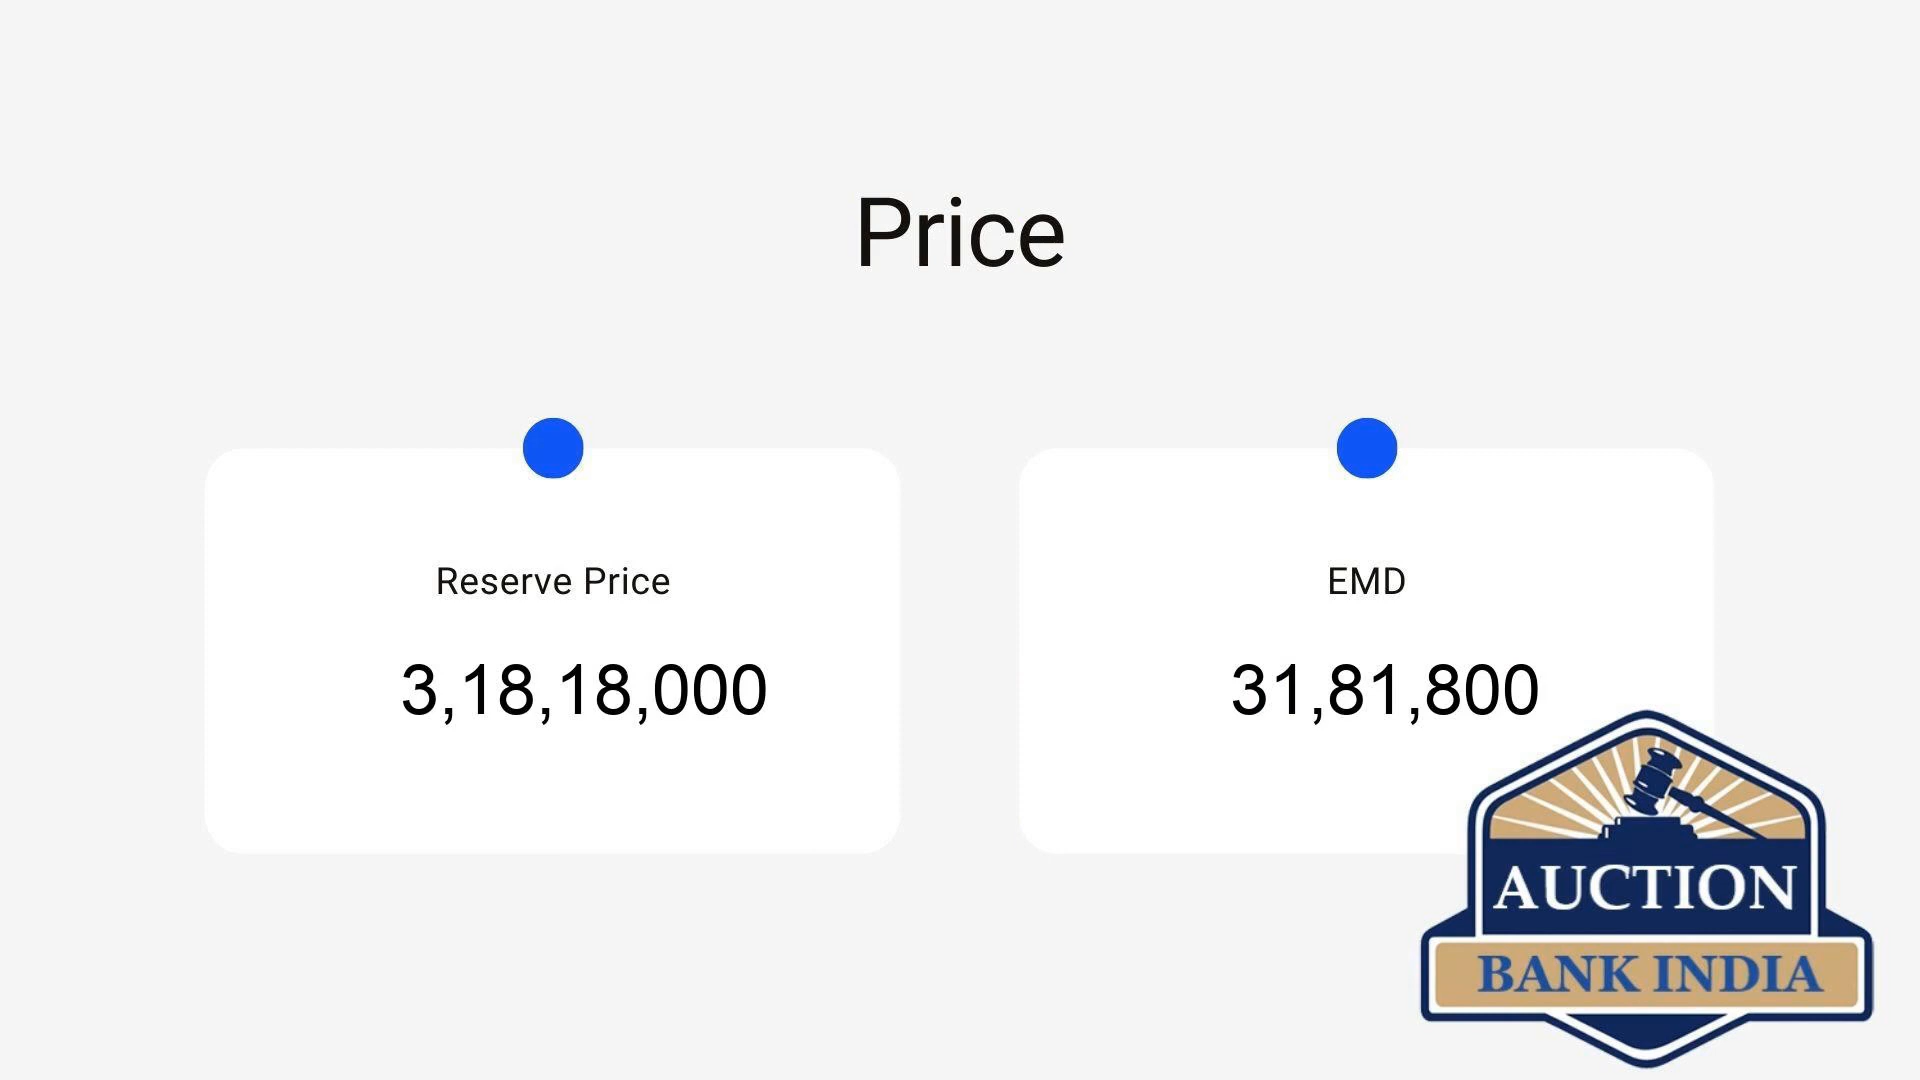 Price
Reserve Price
3,18,18,000
EMD
31,81,800
AUCTION
BANK INDIA